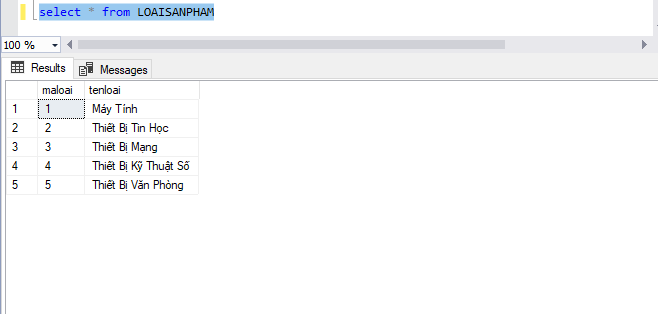 select * from LOAISANPHAM
100 %
Results Messages
maloai tenloai
1 1 Máy Tính
2 2 Thiết Bị Tin Học
3 3 Thiết Bị Mạng
4 4 Thiết Bị Kỹ Thuật Số
5 5 Thiết Bị Văn Phòng